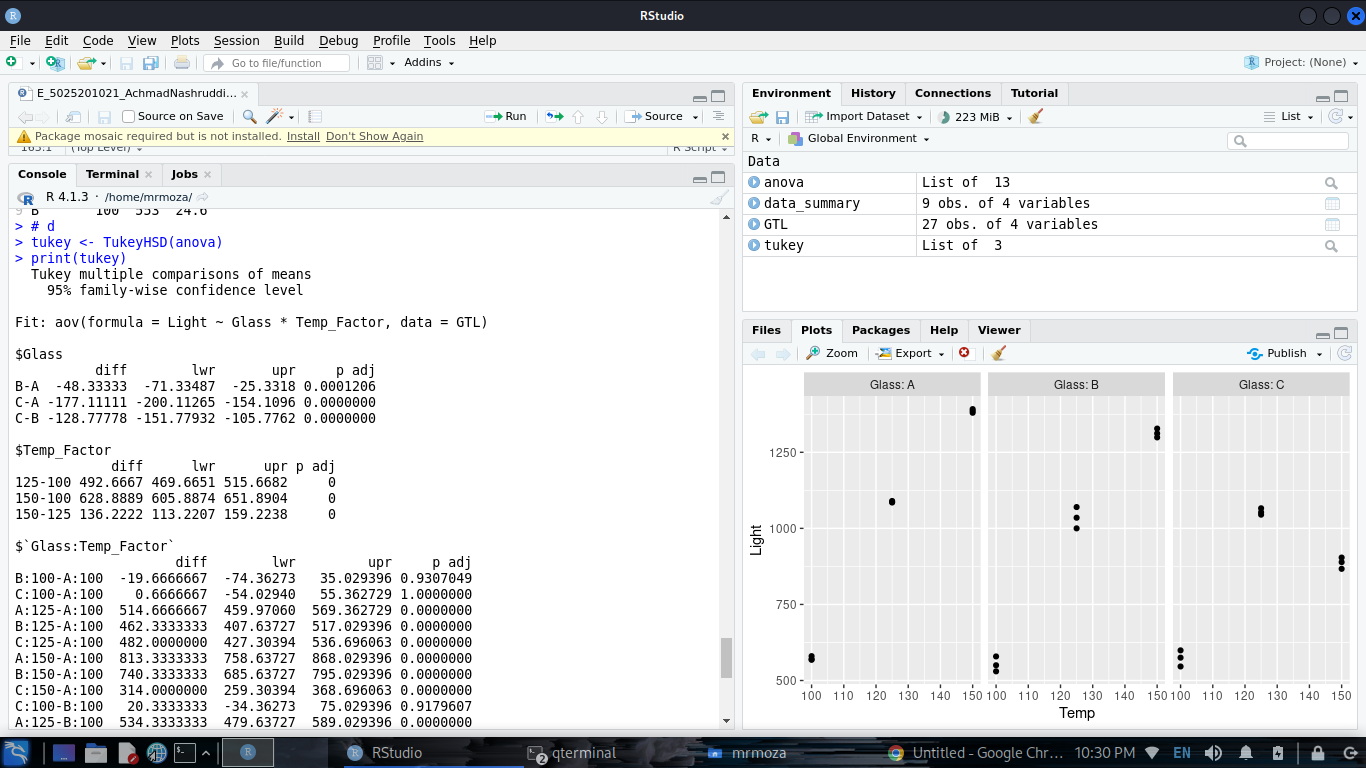 RStudio
File Edit Code View Plots Session Build Debug Profile Tools Help
Go to file/function Addins Project: (None)
E_5025201021_AchmadNashruddi...
Source on Save Run Source
Package mosaic required but is not installed. Install Don't Show Again
165:1 (Top Level) R Script
Console Terminal Jobs
R 4.1.3 · /home/mrmoza/
9 B 100 553 24.6
> # d
> tukey <- TukeyHSD(anova)
> print(tukey)
Tukey multiple comparisons of means
95% family-wise confidence level
Fit: aov(formula = Light ~ Glass * Temp_Factor, data = GTL)
$Glass
diff lwr upr p adj
B-A -48.33333 -71.33487 -25.3318 0.0001206
C-A -177.11111 -200.11265 -154.1096 0.0000000
C-B -128.77778 -151.77932 -105.7762 0.0000000
$Temp_Factor
diff lwr upr p adj
125-100 492.6667 469.6651 515.6682 0
150-100 628.8889 605.8874 651.8904 0
150-125 136.2222 113.2207 159.2238 0
$`Glass:Temp_Factor`
diff lwr upr p adj
B:100-A:100 -19.6666667 -74.36273 35.029396 0.9307049
C:100-A:100 0.6666667 -54.02940 55.362729 1.0000000
A:125-A:100 514.6666667 459.97060 569.362729 0.0000000
B:125-A:100 462.3333333 407.63727 517.029396 0.0000000
C:125-A:100 482.0000000 427.30394 536.696063 0.0000000
A:150-A:100 813.3333333 758.63727 868.029396 0.0000000
B:150-A:100 740.3333333 685.63727 795.029396 0.0000000
C:150-A:100 314.0000000 259.30394 368.696063 0.0000000
C:100-B:100 20.3333333 -34.36273 75.029396 0.9179607
A:125-B:100 534.3333333 479.63727 589.029396 0.0000000
Environment History Connections Tutorial
Import Dataset 223 MiB List
R Global Environment
Data
anova List of 13
data_summary 9 obs. of 4 variables
GTL 27 obs. of 4 variables
tukey List of 3
Files Plots Packages Help Viewer
Zoom Export Publish
Glass: A Glass: B Glass: C
1250
1000
750
500
Light
100 110 120 130 140 150 100 110 120 130 140 150 100 110 120 130 140 150
Temp
RStudio 2 qterminal mrmoza Untitled - Google Chr... 10:30 PM EN